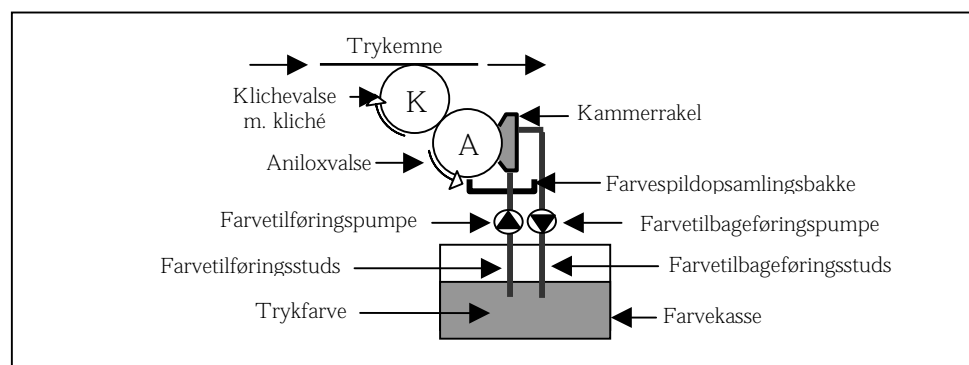 Trykemne
Klichevalse
m. kliché
K
Kammerrakel
A
Aniloxvalse
Farvespildopsamlingsbakke
Farvetilføringspumpe
Farvetilbageføringspumpe
Farvetilføringsstuds
Farvetilbageføringsstuds
Trykfarve
Farvekasse